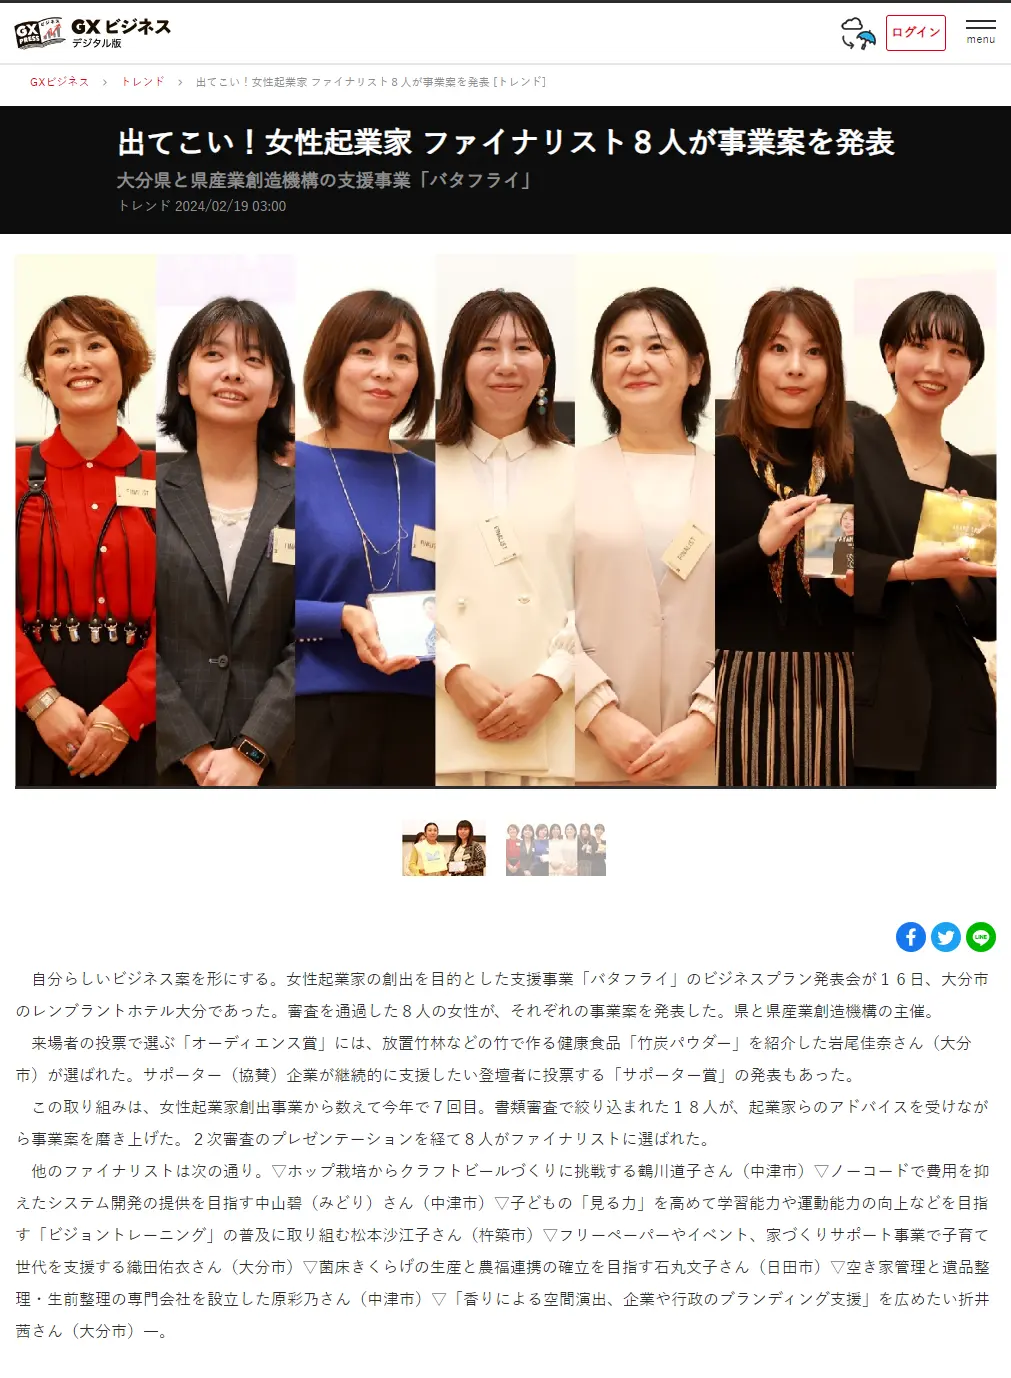 GX PRESS ビジネス GX ビジネス
デジタル版
ログイン
menu
GXビジネス > トレンド > 出てこい！女性起業家 ファイナリスト８人が事業案を発表 [トレンド]
出てこい！女性起業家 ファイナリスト８人が事業案を発表
大分県と県産業創造機構の支援事業「バタフライ」
トレンド 2024/02/19 03:00
FINALIST
FINALIST
FINALIST
LINE
自分らしいビジネス案を形にする。女性起業家の創出を目的とした支援事業「バタフライ」のビジネスプラン発表会が１６日、大分市
のレンブラントホテル大分であった。審査を通過した８人の女性が、それぞれの事業案を発表した。県と県産業創造機構の主催。
来場者の投票で選ぶ「オーディエンス賞」には、放置竹林などの竹で作る健康食品「竹炭パウダー」を紹介した岩尾佳奈さん（大分
市）が選ばれた。サポーター（協賛）企業が継続的に支援したい登壇者に投票する「サポーター賞」の発表もあった。
この取り組みは、女性起業家創出事業から数えて今年で７回目。書類審査で絞り込まれた１８人が、起業家らのアドバイスを受けなが
ら事業案を磨き上げた。２次審査のプレゼンテーションを経て８人がファイナリストに選ばれた。
他のファイナリストは次の通り。▽ホップ栽培からクラフトビールづくりに挑戦する鶴川道子さん（中津市）▽ノーコードで費用を抑
えたシステム開発の提供を目指す中山碧（みどり）さん（中津市）▽子どもの「見る力」を高めて学習能力や運動能力の向上などを目指
す「ビジョントレーニング」の普及に取り組む松本沙江子さん（杵築市）▽フリーペーパーやイベント、家づくりサポート事業で子育て
世代を支援する織田佑衣さん（大分市）▽菌床きくらげの生産と農福連携の確立を目指す石丸文子さん（日田市）▽空き家管理と遺品整
理・生前整理の専門会社を設立した原彩乃さん（中津市）▽「香りによる空間演出、企業や行政のブランディング支援」を広めたい折井
茜さん（大分市）―。